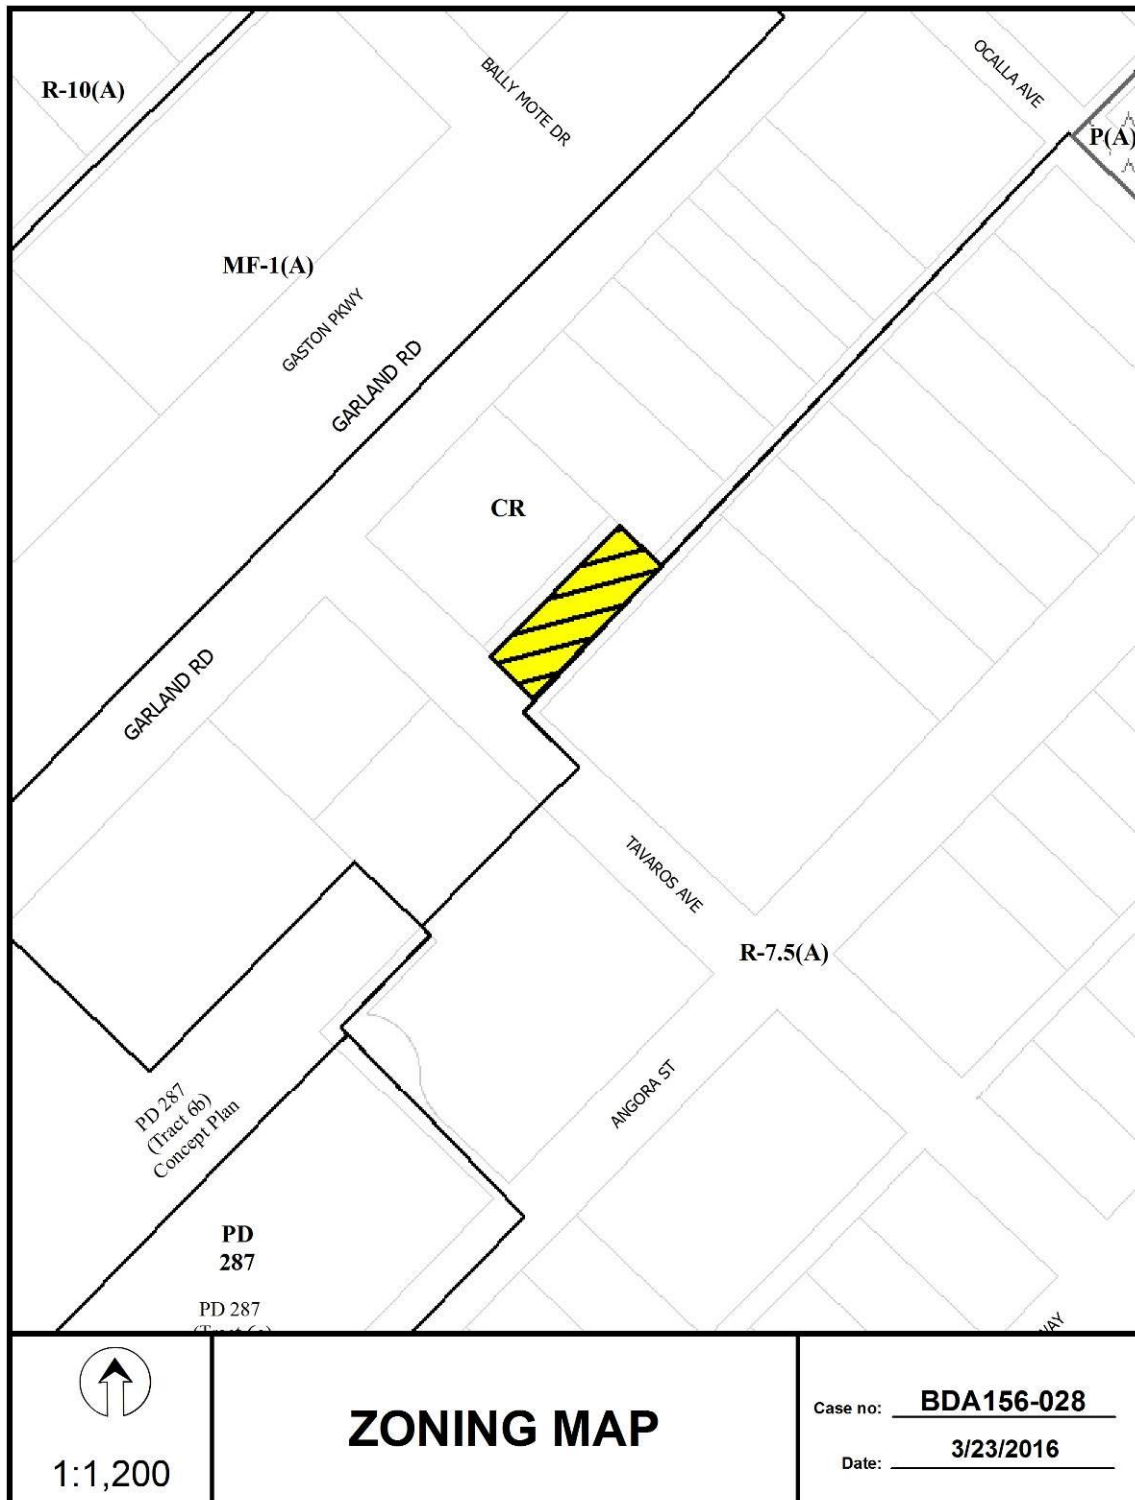 OCALLA AVE
BALLY MOTE DR
R-10(A)
P(A)
MF-1(A)
GASTON PKWY
GARLAND RD
CR
GARLAND RD
TAVAROS AVE
R-7.5(A)
ANGORA ST
PD 287
(Tract 6b)
Concept Plan
PD
287
PD 287
1:1,200
ZONING MAP
Case no: BDA156-028
Date: 3/23/2016